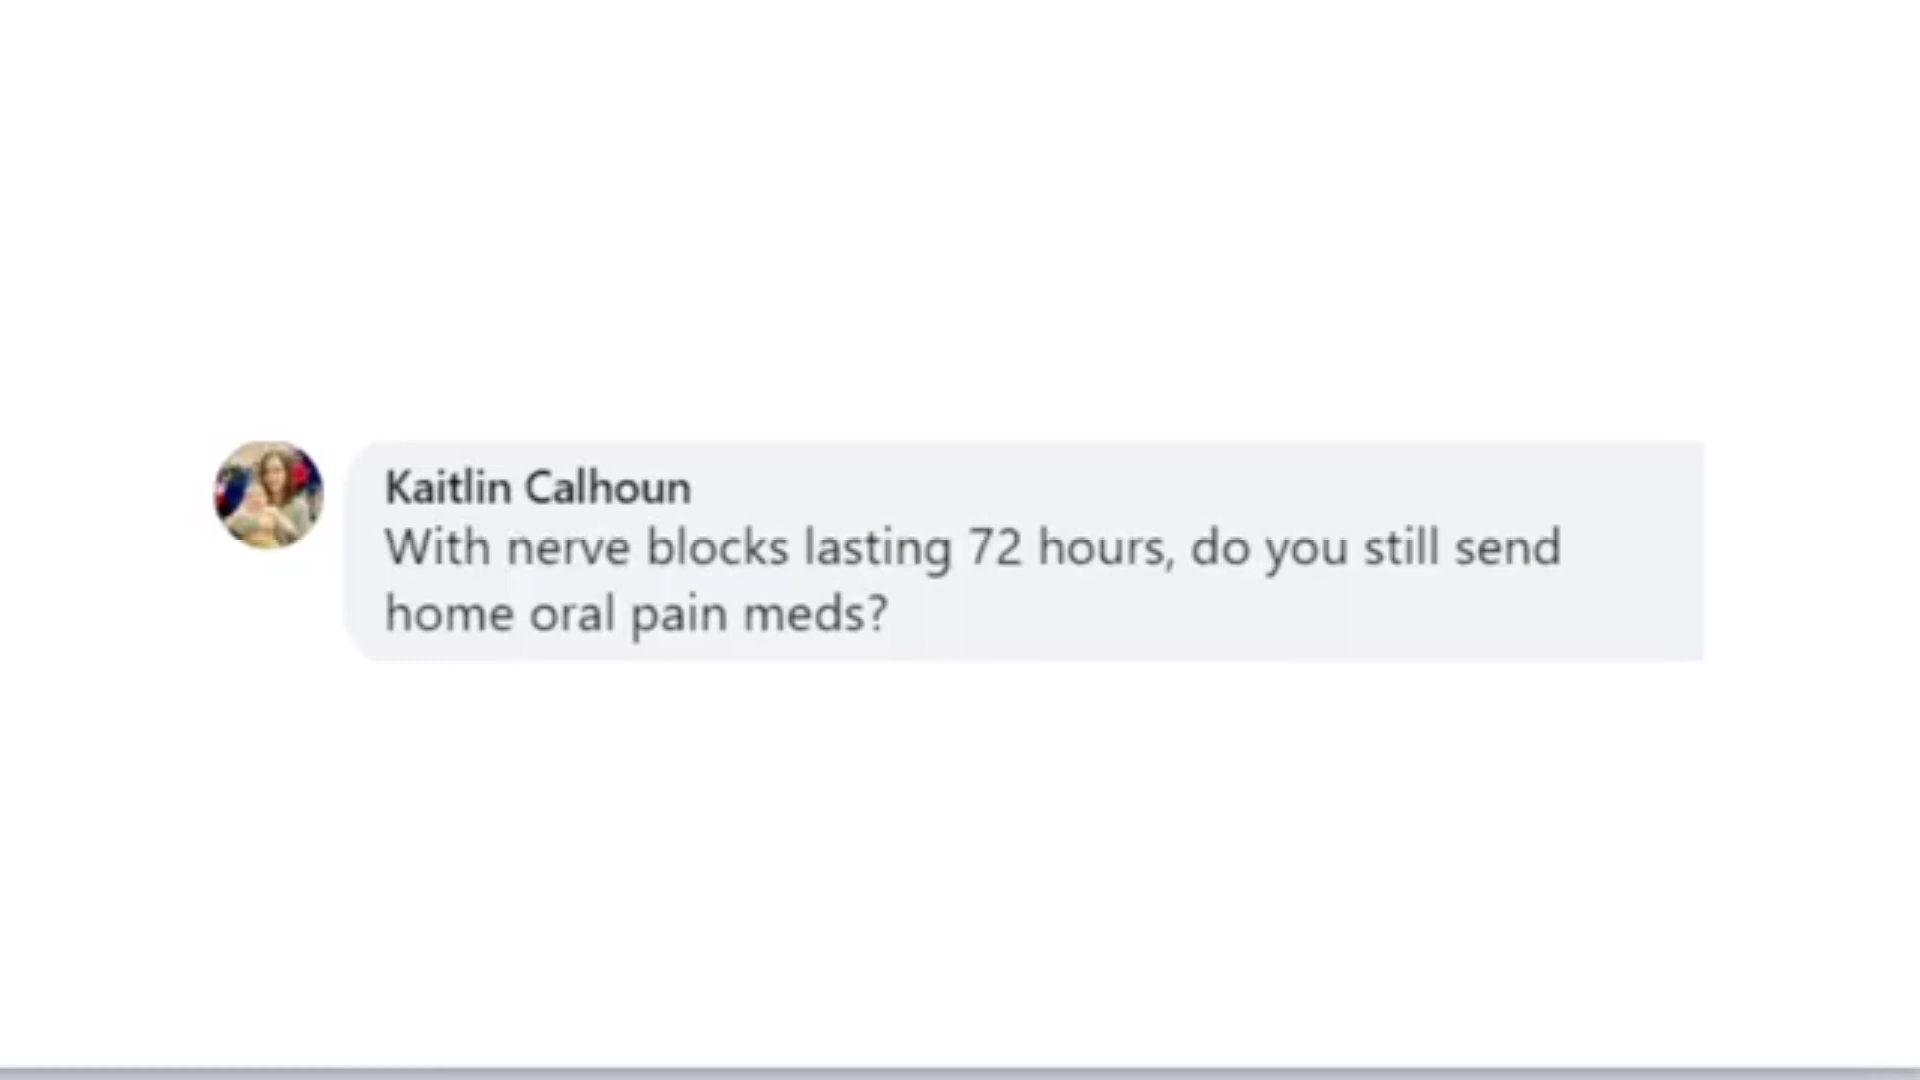 Kaitlin Calhoun
With nerve blocks lasting 72 hours, do you still send
home oral pain meds?